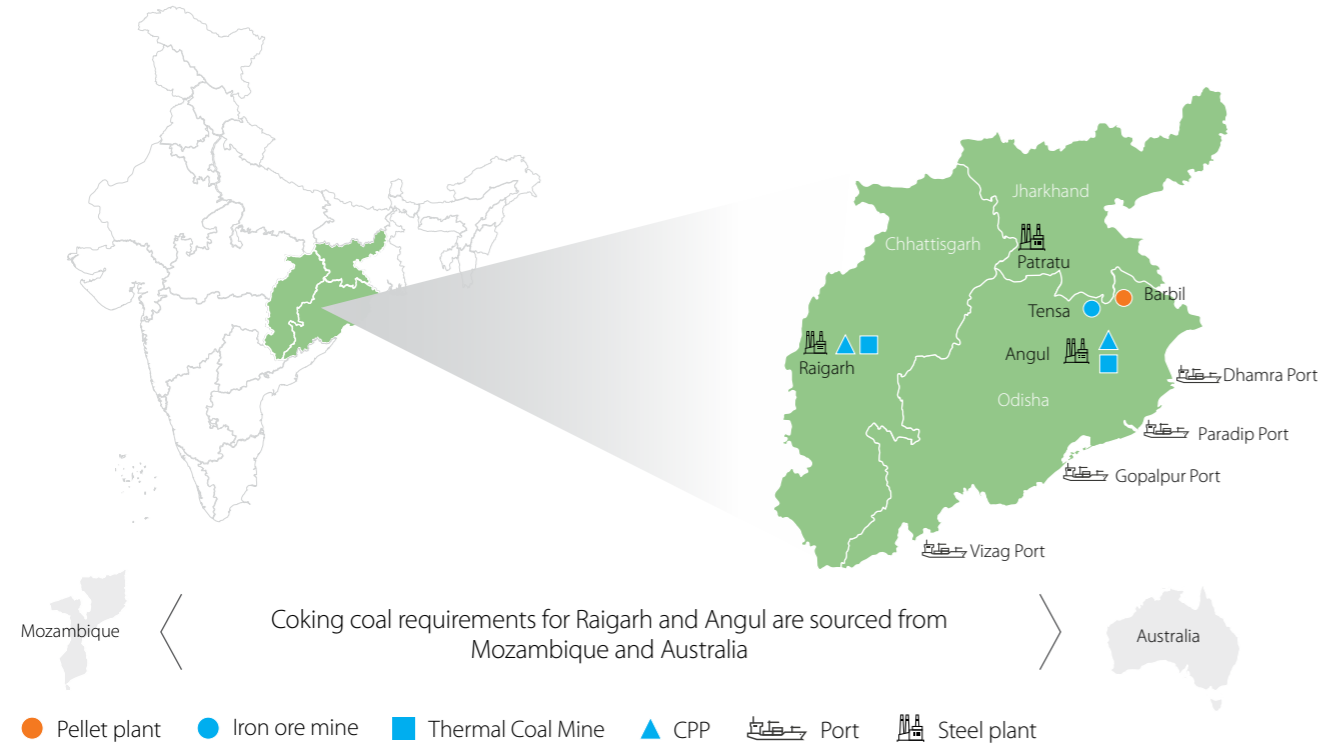 Jharkhand
Chhattisgarh
Patratu
Barbil
Tensa
Angul
Raigarh
Dhamra Port
Odisha
Paradip Port
Gopalpur Port
Vizag Port
Mozambique
Coking coal requirements for Raigarh and Angul are sourced from
Mozambique and Australia
Australia
Pellet plant
Iron ore mine
Thermal Coal Mine
CPP
Port
Steel plant